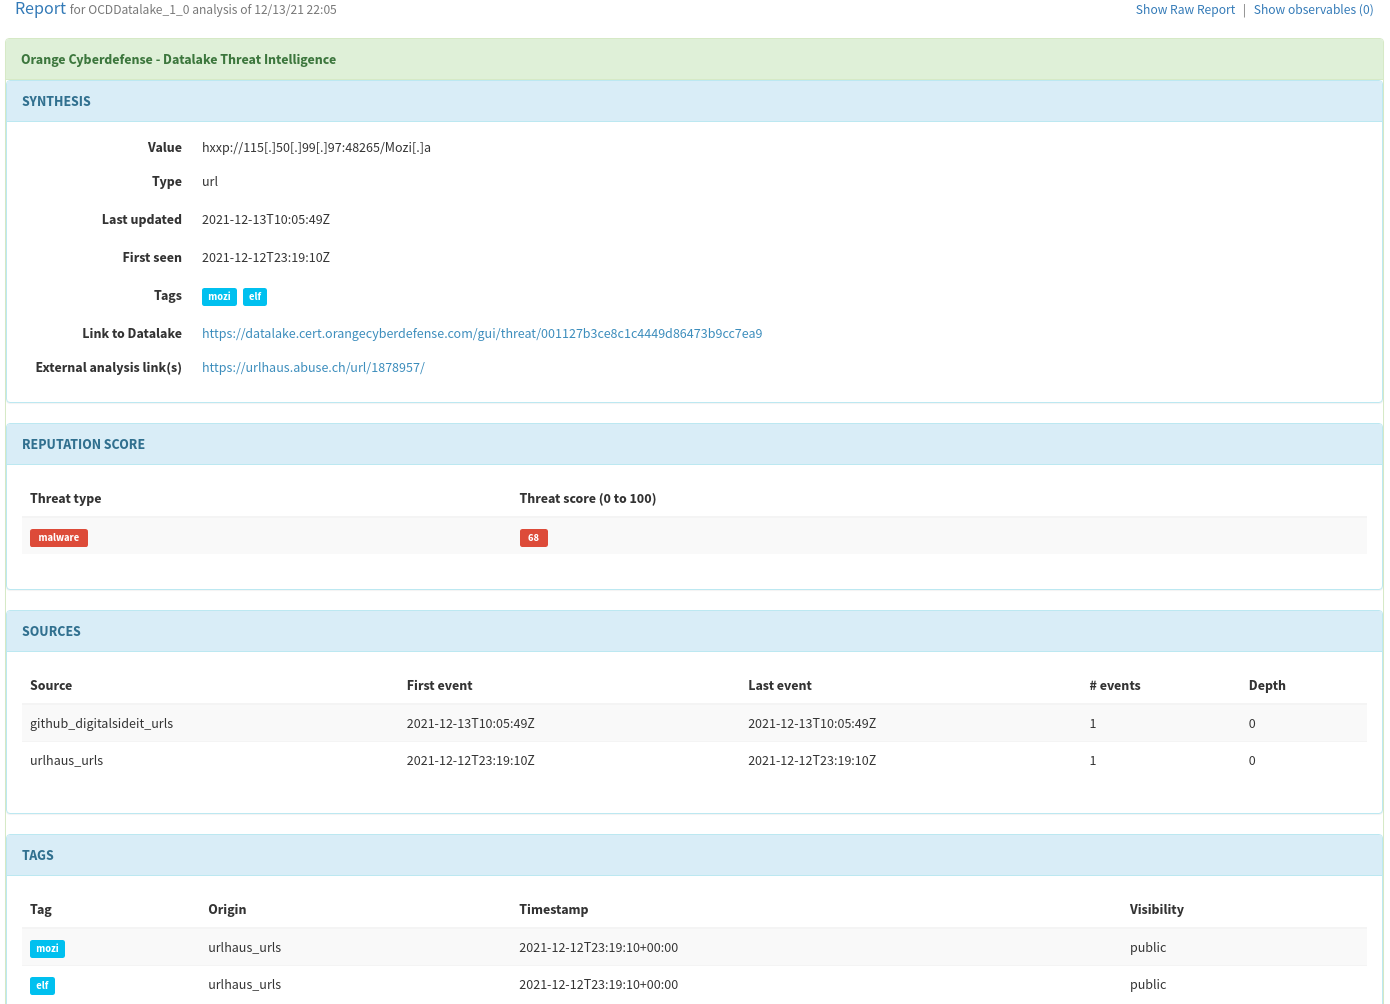 Report for OCDDatalake_1_0 analysis of 12/13/21 22:05 Show Raw Report | Show observables (0)
Orange Cyberdefense - Datalake Threat Intelligence
SYNTHESIS
Value hxxp://115[.]50[.]99[.]97:48265/Mozi[.]a
Type url
Last updated 2021-12-13T10:05:49Z
First seen 2021-12-12T23:19:10Z
Tags mozi elf
Link to Datalake https://datalake.cert.orangecyberdefense.com/gui/threat/001127b3ce8c1c4449d86473b9cc7ea9
External analysis link(s) https://urlhaus.abuse.ch/url/1878957/
REPUTATION SCORE
Threat type Threat score (0 to 100)
malware 68
SOURCES
Source First event Last event # events Depth
github_digitalsideit_urls 2021-12-13T10:05:49Z 2021-12-13T10:05:49Z 1 0
urlhaus_urls 2021-12-12T23:19:10Z 2021-12-12T23:19:10Z 1 0
TAGS
Tag Origin Timestamp Visibility
mozi urlhaus_urls 2021-12-12T23:19:10+00:00 public
elf urlhaus_urls 2021-12-12T23:19:10+00:00 public